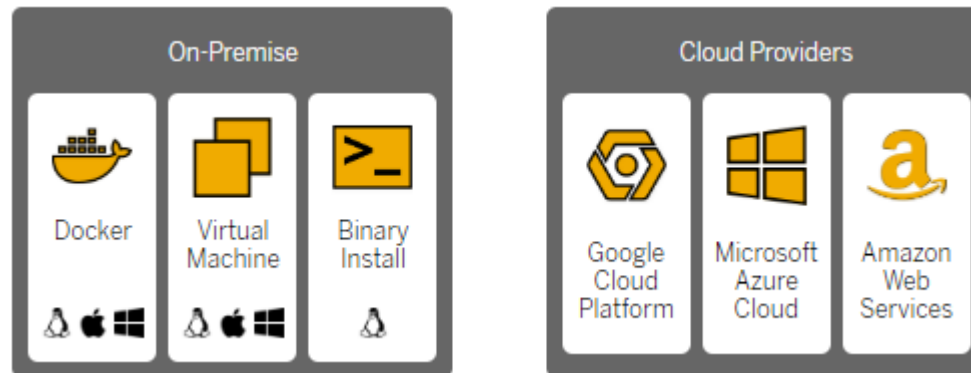 On-Premise
Docker
Virtual
Machine
Binary
Install
Cloud Providers
Google
Cloud
Platform
Microsoft
Azure
Cloud
Amazon
Web
Services